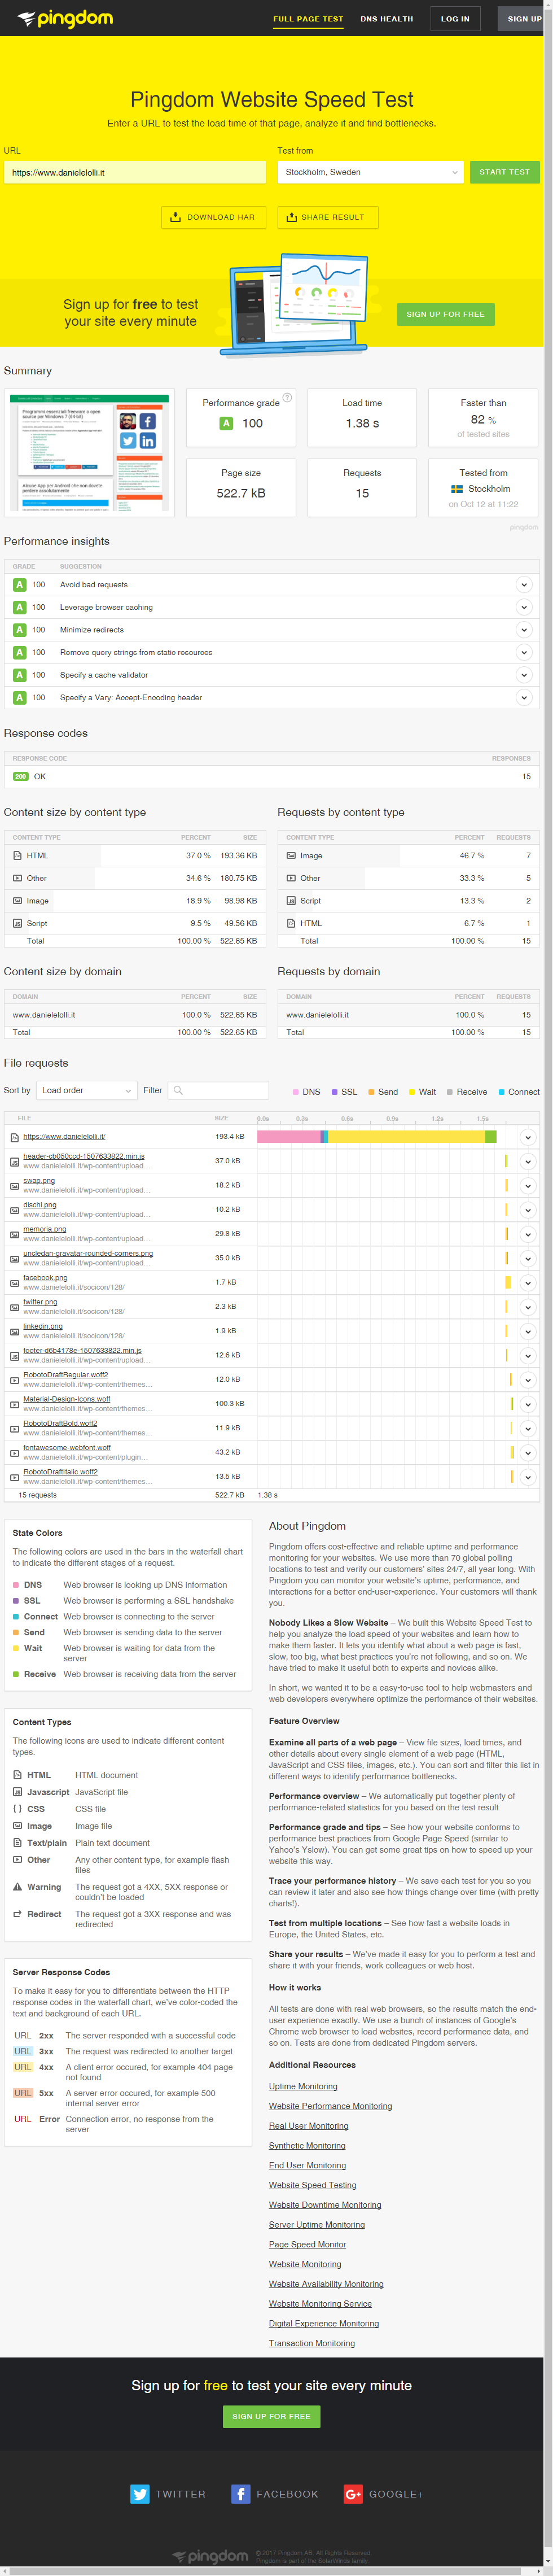 pingdom
FULL PAGE TEST DNS HEALTH LOG IN SIGN UP
Pingdom Website Speed Test
Enter a URL to test the load time of that page, analyze it and find bottlenecks.
URL Test from
https://www.danielelolli.it Stockholm, Sweden START TEST
DOWNLOAD HAR SHARE RESULT
Sign up for free to test
your site every minute
SIGN UP FOR FREE
Summary
Programmi essenziali freeware u open
source per Windows 7 (64-bit)
Alcune App per Android che non dovete
perdere assolutamente
Performance grade ?
A 100
Load time
1.38 s
Faster than
82 %
of tested sites
Page size
522.7 kB
Requests
15
Tested from
Stockholm
on Oct 12 at 11:22
pingdom
Performance insights
GRADE SUGGESTION
A 100 Avoid bad requests
A 100 Leverage browser caching
A 100 Minimize redirects
A 100 Remove query strings from static resources
A 100 Specify a cache validator
A 100 Specify a Vary: Accept-Encoding header
Response codes
RESPONSE CODE RESPONSES
200 OK 15
Content size by content type
CONTENT TYPE PERCENT SIZE
HTML 37.0 % 193.36 KB
Other 34.6 % 180.75 KB
Image 18.9 % 98.98 KB
Script 9.5 % 49.56 KB
Total 100.00 % 522.65 KB
Requests by content type
CONTENT TYPE PERCENT REQUESTS
Image 46.7 % 7
Other 33.3 % 5
Script 13.3 % 2
HTML 6.7 % 1
Total 100.00 % 15
Content size by domain
DOMAIN PERCENT SIZE
www.danielelolli.it 100.0 % 522.65 KB
Total 100.00 % 522.65 KB
Requests by domain
DOMAIN PERCENT REQUESTS
www.danielelolli.it 100.0 % 15
Total 100.00 % 15
File requests
Sort by Load order Filter DNS SSL Send Wait Receive Connect
FILE SIZE 0.0s 0.3s 0.6s 0.9s 1.2s 1.5s
https://www.danielelolli.it/ 193.4 kB
header-cb050ccd-1507633822.min.js 37.0 kB
www.danielelolli.it/wp-content/upload…
swap.png 18.2 kB
www.danielelolli.it/wp-content/upload…
dischi.png 10.2 kB
www.danielelolli.it/wp-content/upload…
memoria.png 29.8 kB
www.danielelolli.it/wp-content/upload…
uncledan-gravatar-rounded-corners.png 35.0 kB
www.danielelolli.it/wp-content/upload…
facebook.png 1.7 kB
www.danielelolli.it/socicon/128/
twitter.png 2.3 kB
www.danielelolli.it/socicon/128/
linkedin.png 1.9 kB
www.danielelolli.it/socicon/128/
footer-d6b4178e-1507633822.min.js 12.6 kB
www.danielelolli.it/wp-content/upload…
RobotoDraftRegular.woff2 12.0 kB
www.danielelolli.it/wp-content/themes…
Material-Design-Icons.woff 100.3 kB
www.danielelolli.it/wp-content/themes…
RobotoDraftBold.woff2 11.9 kB
www.danielelolli.it/wp-content/themes…
fontawesome-webfont.woff 43.2 kB
www.danielelolli.it/wp-content/plugin…
RobotoDraftItalic.woff2 13.5 kB
www.danielelolli.it/wp-content/themes…
15 requests 522.7 kB 1.38 s
State Colors
The following colors are used in the bars in the waterfall chart
to indicate the different stages of a request.
DNS Web browser is looking up DNS information
SSL Web browser is performing a SSL handshake
Connect Web browser is connecting to the server
Send Web browser is sending data to the server
Wait Web browser is waiting for data from the
server
Receive Web browser is receiving data from the server
Content Types
The following icons are used to indicate different content
types.
HTML HTML document
Javascript JavaScript file
{ } CSS CSS file
Image Image file
Text/plain Plain text document
Other Any other content type, for example flash
files
Warning The request got a 4XX, 5XX response or
couldn't be loaded
Redirect The request got a 3XX response and was
redirected
Server Response Codes
To make it easy for you to differentiate between the HTTP
response codes in the waterfall chart, we've color-coded the
text and background of each URL.
URL 2xx The server responded with a successful code
URL 3xx The request was redirected to another target
URL 4xx A client error occured, for example 404 page
not found
URL 5xx A server error occured, for example 500
internal server error
URL Error Connection error, no response from the
server
About Pingdom
Pingdom offers cost-effective and reliable uptime and performance
monitoring for your websites. We use more than 70 global polling
locations to test and verify our customers' sites 24/7, all year long. With
Pingdom you can monitor your website's uptime, performance, and
interactions for a better end-user-experience. Your customers will thank
you.
Nobody Likes a Slow Website – We built this Website Speed Test to
help you analyze the load speed of your websites and learn how to
make them faster. It lets you identify what about a web page is fast,
slow, too big, what best practices you're not following, and so on. We
have tried to make it useful both to experts and novices alike.
In short, we wanted it to be a easy-to-use tool to help webmasters and
web developers everywhere optimize the performance of their websites.
Feature Overview
Examine all parts of a web page – View file sizes, load times, and
other details about every single element of a web page (HTML,
JavaScript and CSS files, images, etc.). You can sort and filter this list in
different ways to identify performance bottlenecks.
Performance overview – We automatically put together plenty of
performance-related statistics for you based on the test result
Performance grade and tips – See how your website conforms to
performance best practices from Google Page Speed (similar to
Yahoo's Yslow). You can get some great tips on how to speed up your
website this way.
Trace your performance history – We save each test for you so you
can review it later and also see how things change over time (with pretty
charts!).
Test from multiple locations – See how fast a website loads in
Europe, the United States, etc.
Share your results – We've made it easy for you to perform a test and
share it with your friends, work colleagues or web host.
How it works
All tests are done with real web browsers, so the results match the end-
user experience exactly. We use a bunch of instances of Google's
Chrome web browser to load websites, record performance data, and
so on. Tests are done from dedicated Pingdom servers.
Additional Resources
Uptime Monitoring
Website Performance Monitoring
Real User Monitoring
Synthetic Monitoring
End User Monitoring
Website Speed Testing
Website Downtime Monitoring
Server Uptime Monitoring
Page Speed Monitor
Website Monitoring
Website Availability Monitoring
Website Monitoring Service
Digital Experience Monitoring
Transaction Monitoring
Sign up for free to test your site every minute
SIGN UP FOR FREE
TWITTER FACEBOOK GOOGLE+
pingdom
© 2017 Pingdom AB. All Rights Reserved.
Pingdom is part of the SolarWinds family.